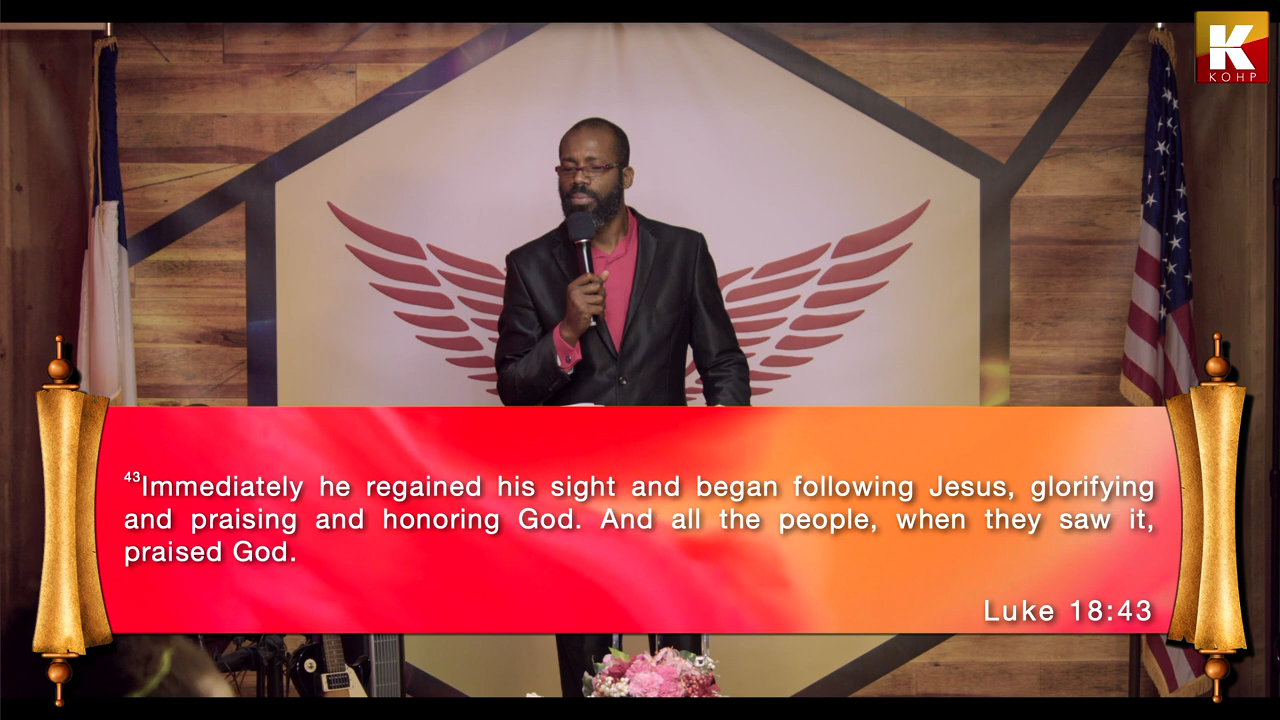 K
KOHP
43Immediately he regained his sight and began following Jesus, glorifying
and praising and honoring God. And all the people, when they saw it,
praised God.
Luke 18:43